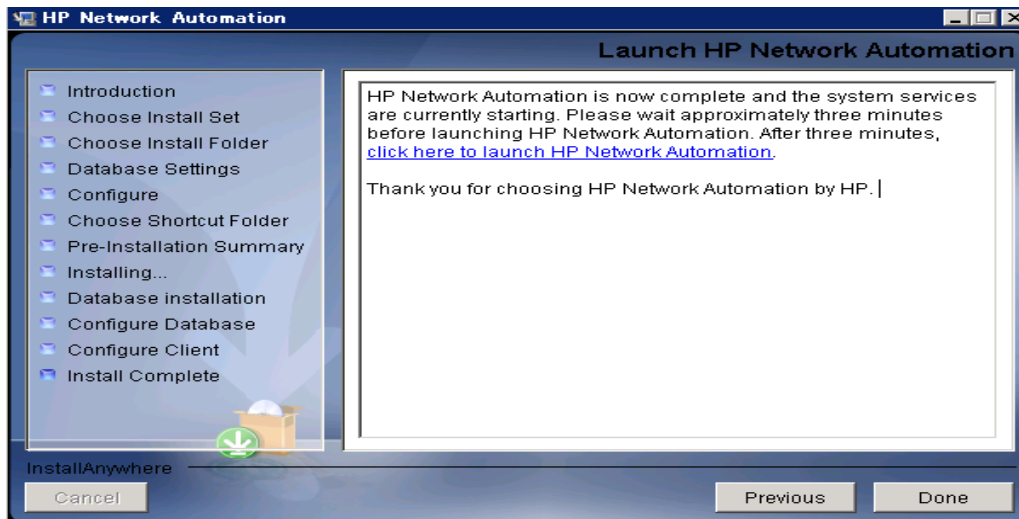 HP Network Automation
Launch HP Network Automation
Introduction
Choose Install Set
Choose Install Folder
Database Settings
Configure
Choose Shortcut Folder
Pre-Installation Summary
Installing...
Database installation
Configure Database
Configure Client
Install Complete
HP Network Automation is now complete and the system services
are currently starting. Please wait approximately three minutes
before launching HP Network Automation. After three minutes,
click here to launch HP Network Automation.
Thank you for choosing HP Network Automation by HP.
InstallAnywhere
Cancel
Previous
Done